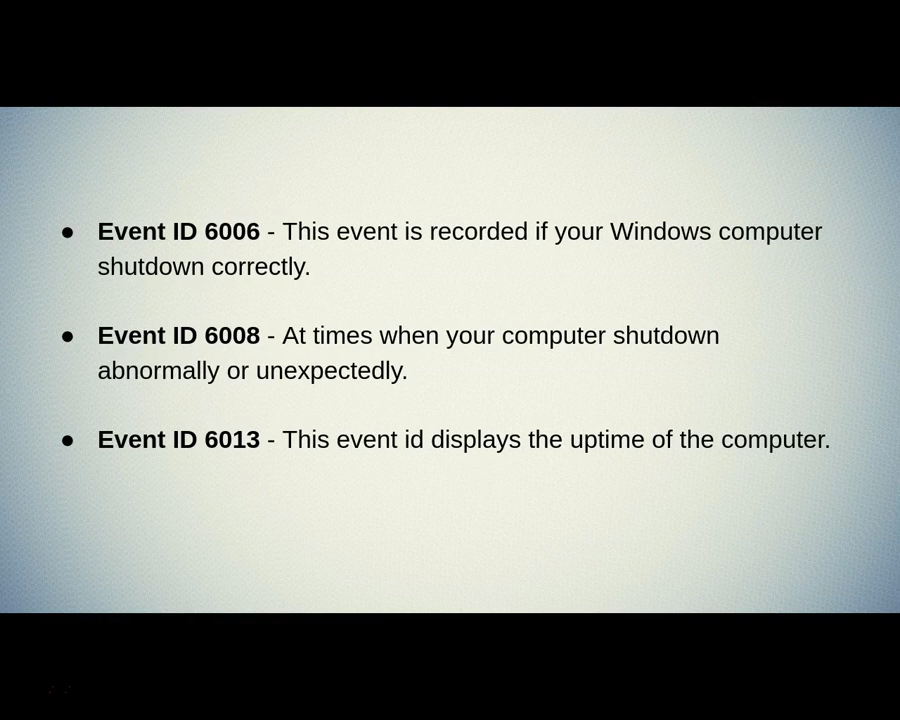 ● Event ID 6006 - This event is recorded if your Windows computer
shutdown correctly.
● Event ID 6008 - At times when your computer shutdown
abnormally or unexpectedly.
● Event ID 6013 - This event id displays the uptime of the computer.